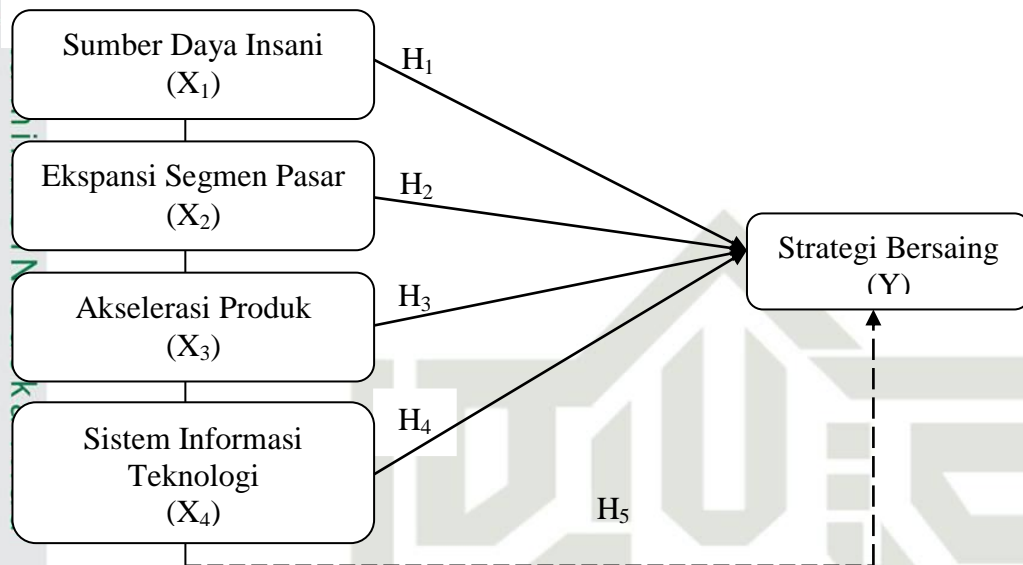 Sumber Daya Insani
(X₁)
H₁
Ekspansi Segmen Pasar
(X₂)
H₂
Strategi Bersaing
(Y)
Akselerasi Produk
(X₃)
H₃
Sistem Informasi
Teknologi
(X₄)
H₄
H₅